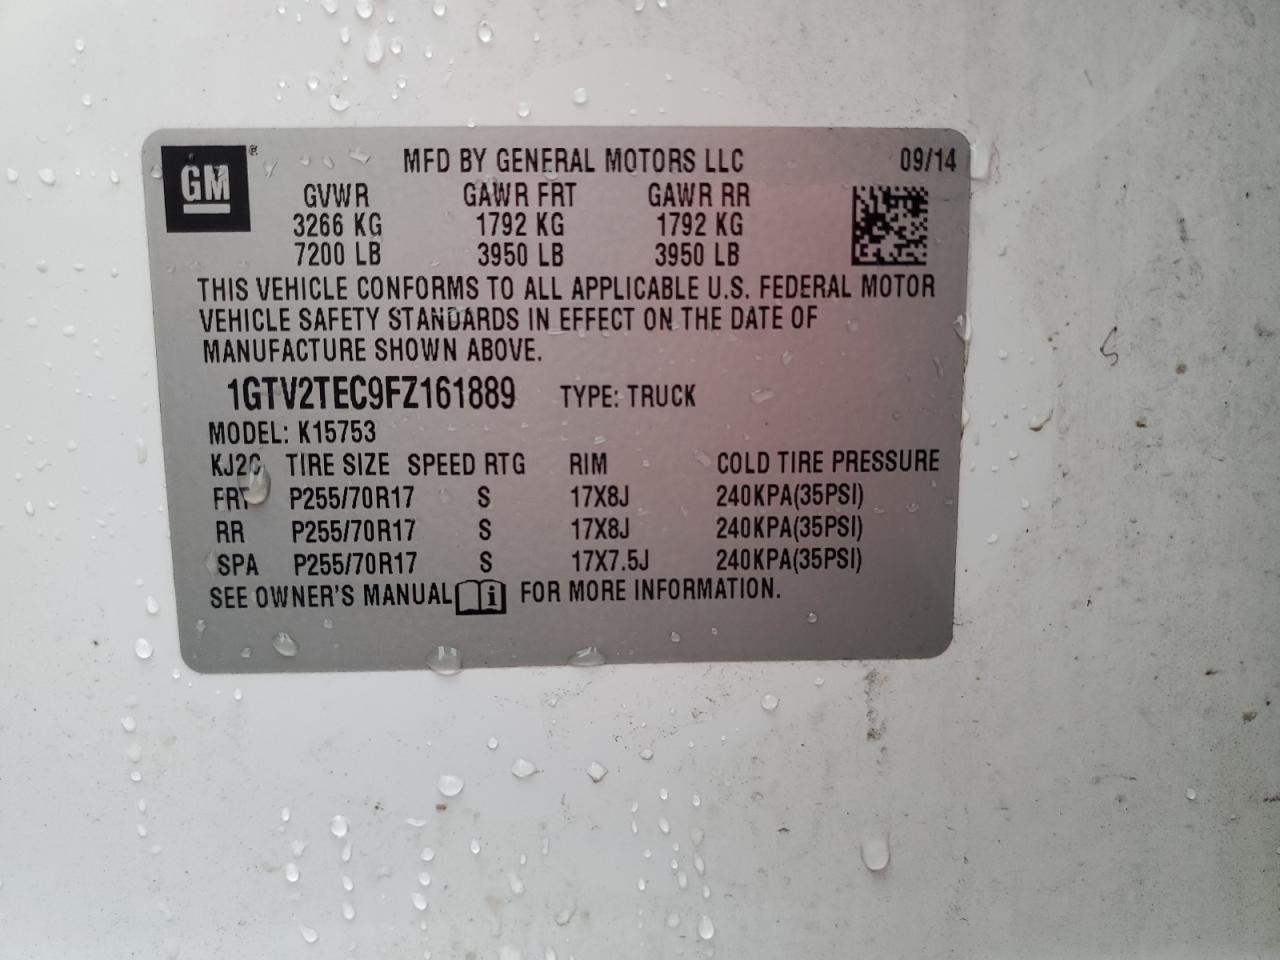 GM ® MFD BY GENERAL MOTORS LLC 09/14
GVWR GAWR FRT GAWR RR
3266 KG 1792 KG 1792 KG
7200 LB 3950 LB 3950 LB
THIS VEHICLE CONFORMS TO ALL APPLICABLE U.S. FEDERAL MOTOR
VEHICLE SAFETY STANDARDS IN EFFECT ON THE DATE OF
MANUFACTURE SHOWN ABOVE.
1GTV2TEC9FZ161889 TYPE: TRUCK
MODEL: K15753
TIRE SIZE SPEED RTG RIM COLD TIRE PRESSURE
FRT P255/70R17 S 17X8J 240KPA(35PSI)
RR P255/70R17 S 17X8J 240KPA(35PSI)
SPA P255/70R17 S 17X7.5J 240KPA(35PSI)
SEE OWNER'S MANUAL i FOR MORE INFORMATION.